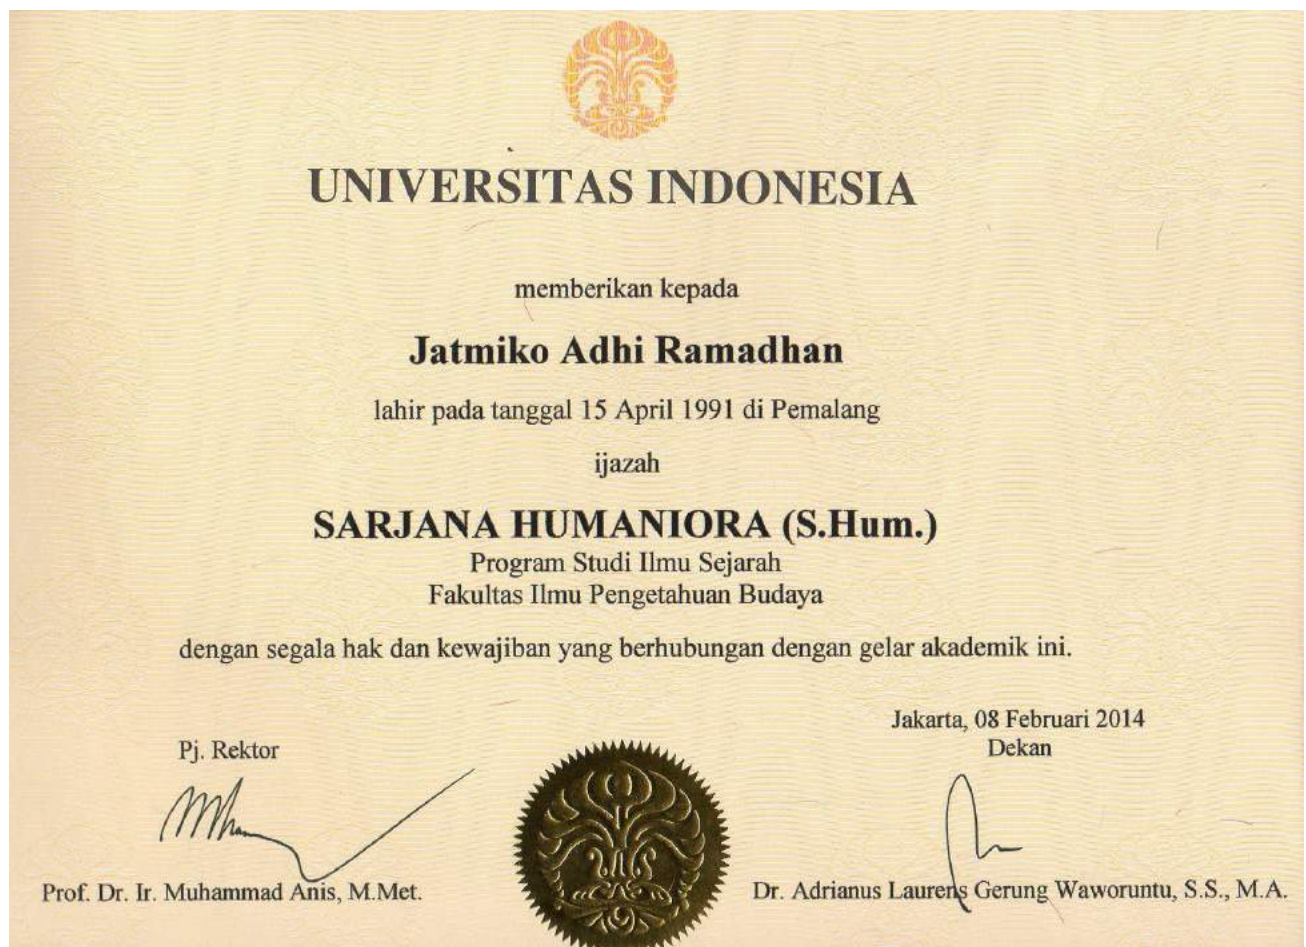 UNIVERSITAS INDONESIA
memberikan kepada
Jatmiko Adhi Ramadhan
lahir pada tanggal 15 April 1991 di Pemalang
ijazah
SARJANA HUMANIORA (S.Hum.)
Program Studi Ilmu Sejarah
Fakultas Ilmu Pengetahuan Budaya
dengan segala hak dan kewajiban yang berhubungan dengan gelar akademik ini.
Jakarta, 08 Februari 2014
Pj. Rektor
Dekan
Prof. Dr. Ir. Muhammad Anis, M.Met.
Dr. Adrianus Laurens Gerung Waworuntu, S.S., M.A.